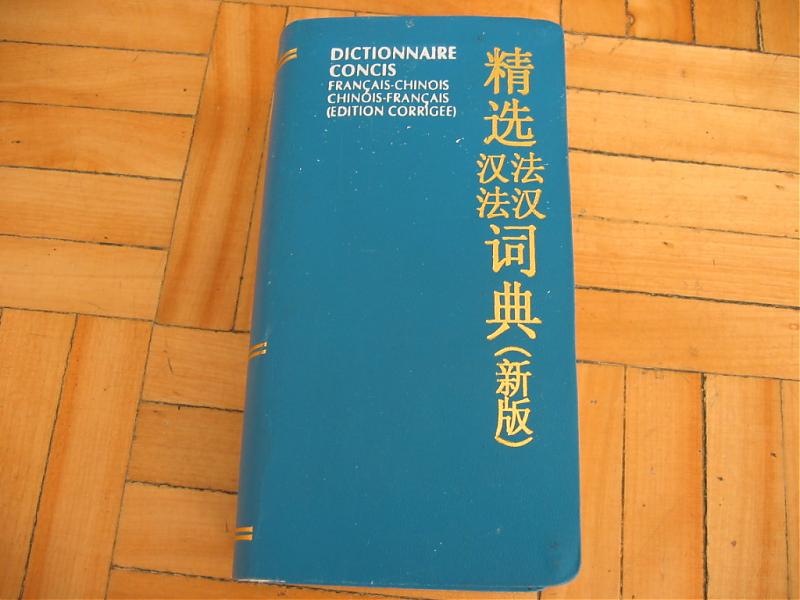 DICTIONNAIRE
CONCIS
FRANÇAIS-CHINOIS
CHINOIS-FRANÇAIS
(EDITION CORRIGEE)
精选
法汉
汉法
词典(新版)